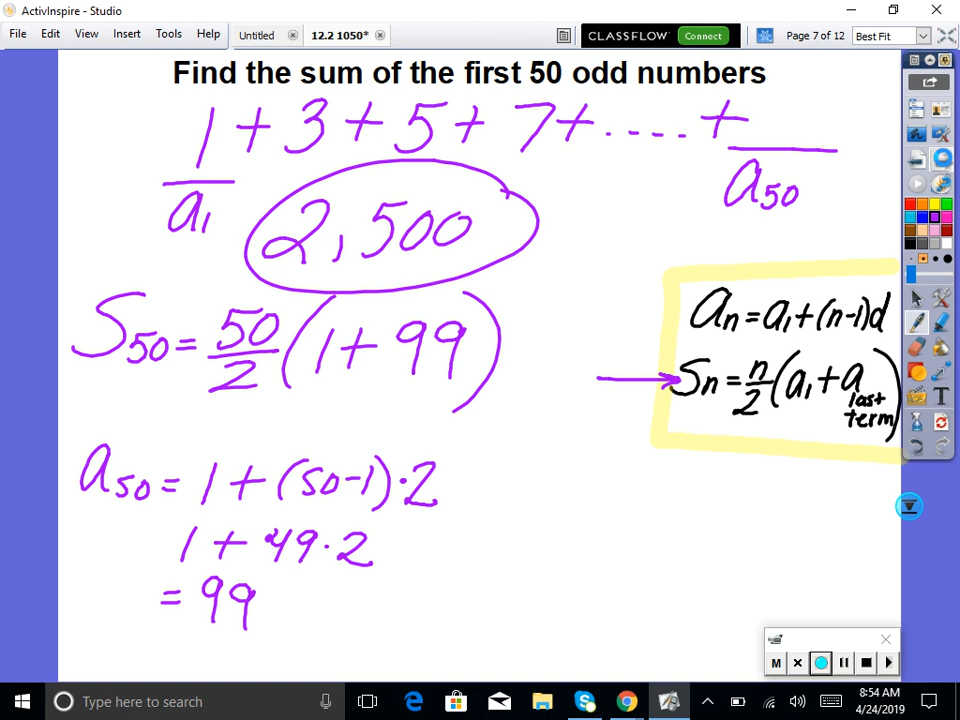 ActivInspire - Studio
File Edit View Insert Tools Help Untitled 12.2 1050* CLASSFLOW Connect Page 7 of 12 Best Fit
Find the sum of the first 50 odd numbers
1 + 3 + 5 + 7 + .... + ___
a₁ a₅₀
2,500
S₅₀ = 50/2 (1 + 99)
aₙ = a₁ + (n-1)d
Sₙ = n/2 (a₁ + a last term)
a₅₀ = 1 + (50-1)·2
1 + 49·2
= 99
M
Type here to search
8:54 AM
4/24/2019